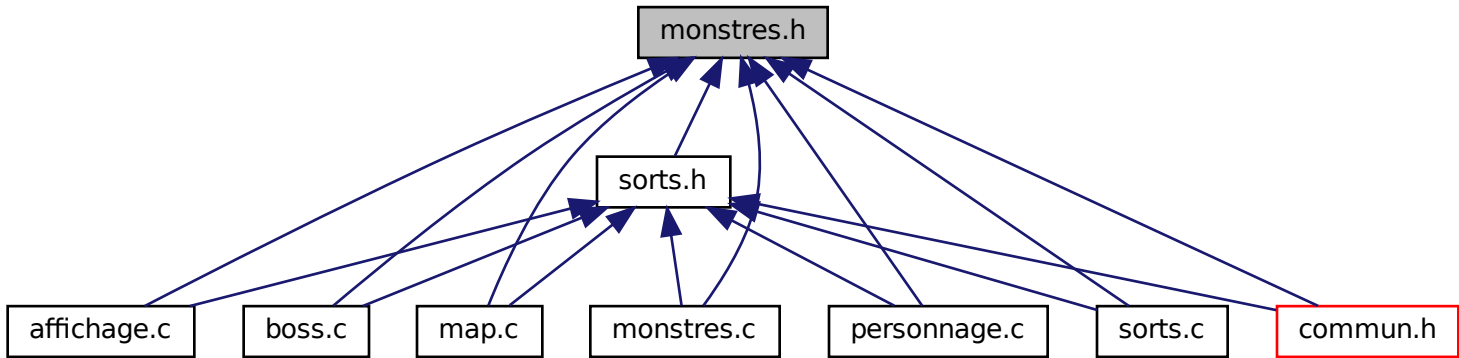 monstres.h
sorts.h
affichage.c
boss.c
map.c
monstres.c
personnage.c
sorts.c
commun.h